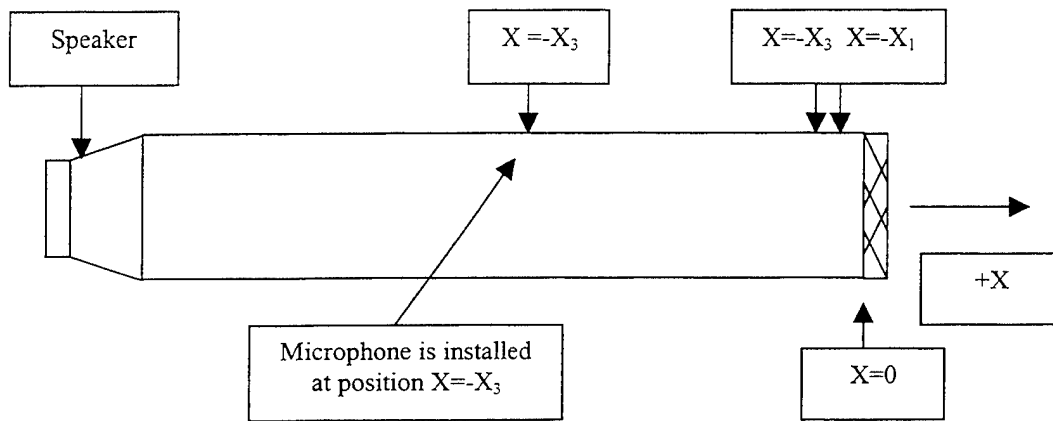 Speaker
X =-X₃
X=-X₃ X=-X₁
+X
Microphone is installed
at position X=-X₃
X=0